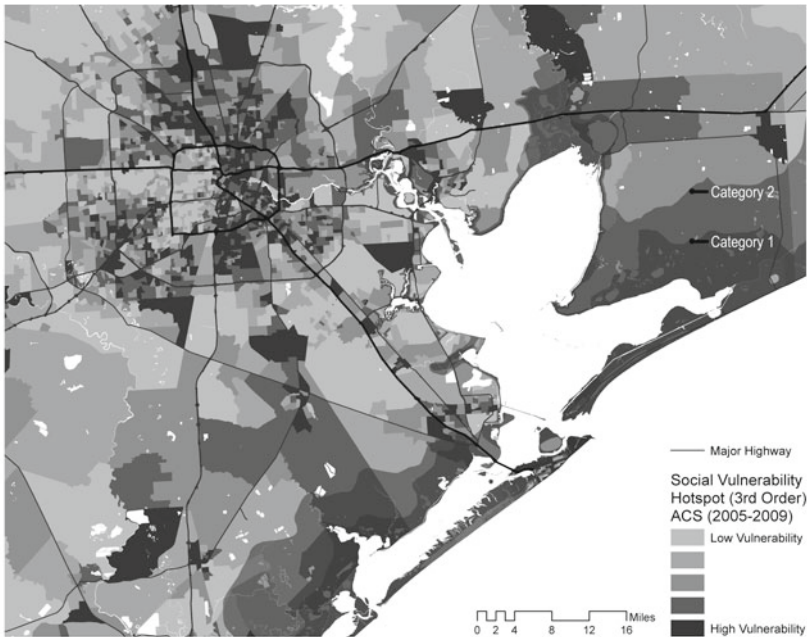 Category 2
Category 1
Major Highway
Social Vulnerability
Hotspot (3rd Order)
ACS (2005-2009)
Low Vulnerability
High Vulnerability
Miles
0 2 4 8 12 16